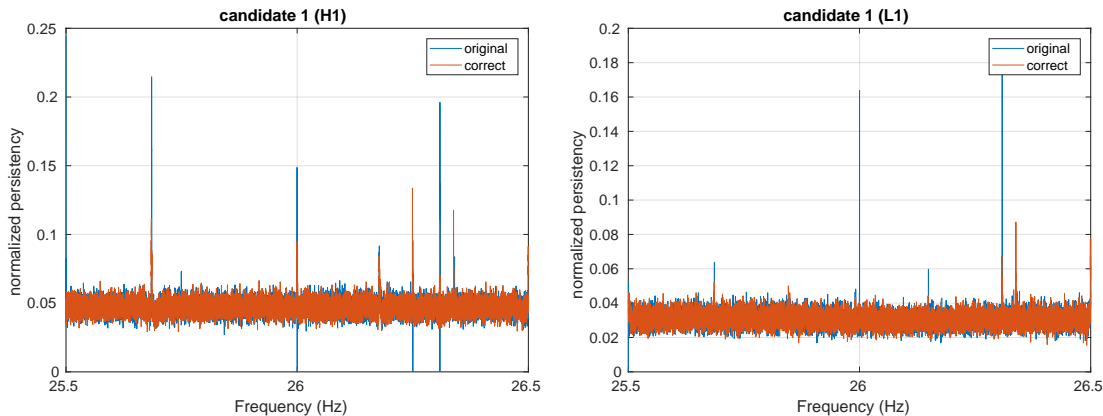 candidate 1 (H1)
0.25
0.2
0.15
0.1
0.05
0
normalized persistency
original
correct
25.5
26
26.5
Frequency (Hz)
candidate 1 (L1)
0.2
0.18
0.16
0.14
0.12
0.1
0.08
0.06
0.04
0.02
0
normalized persistency
original
correct
25.5
26
26.5
Frequency (Hz)